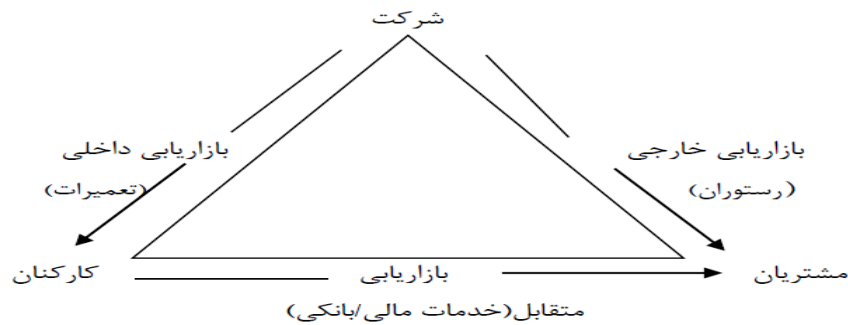 شرکت
بازاریابی خارجی
(رستوران)
بازاریابی داخلی
(تعمیرات)
مشتریان
بازاریابی
کارکنان
متقابل(خدمات مالی/بانکی)